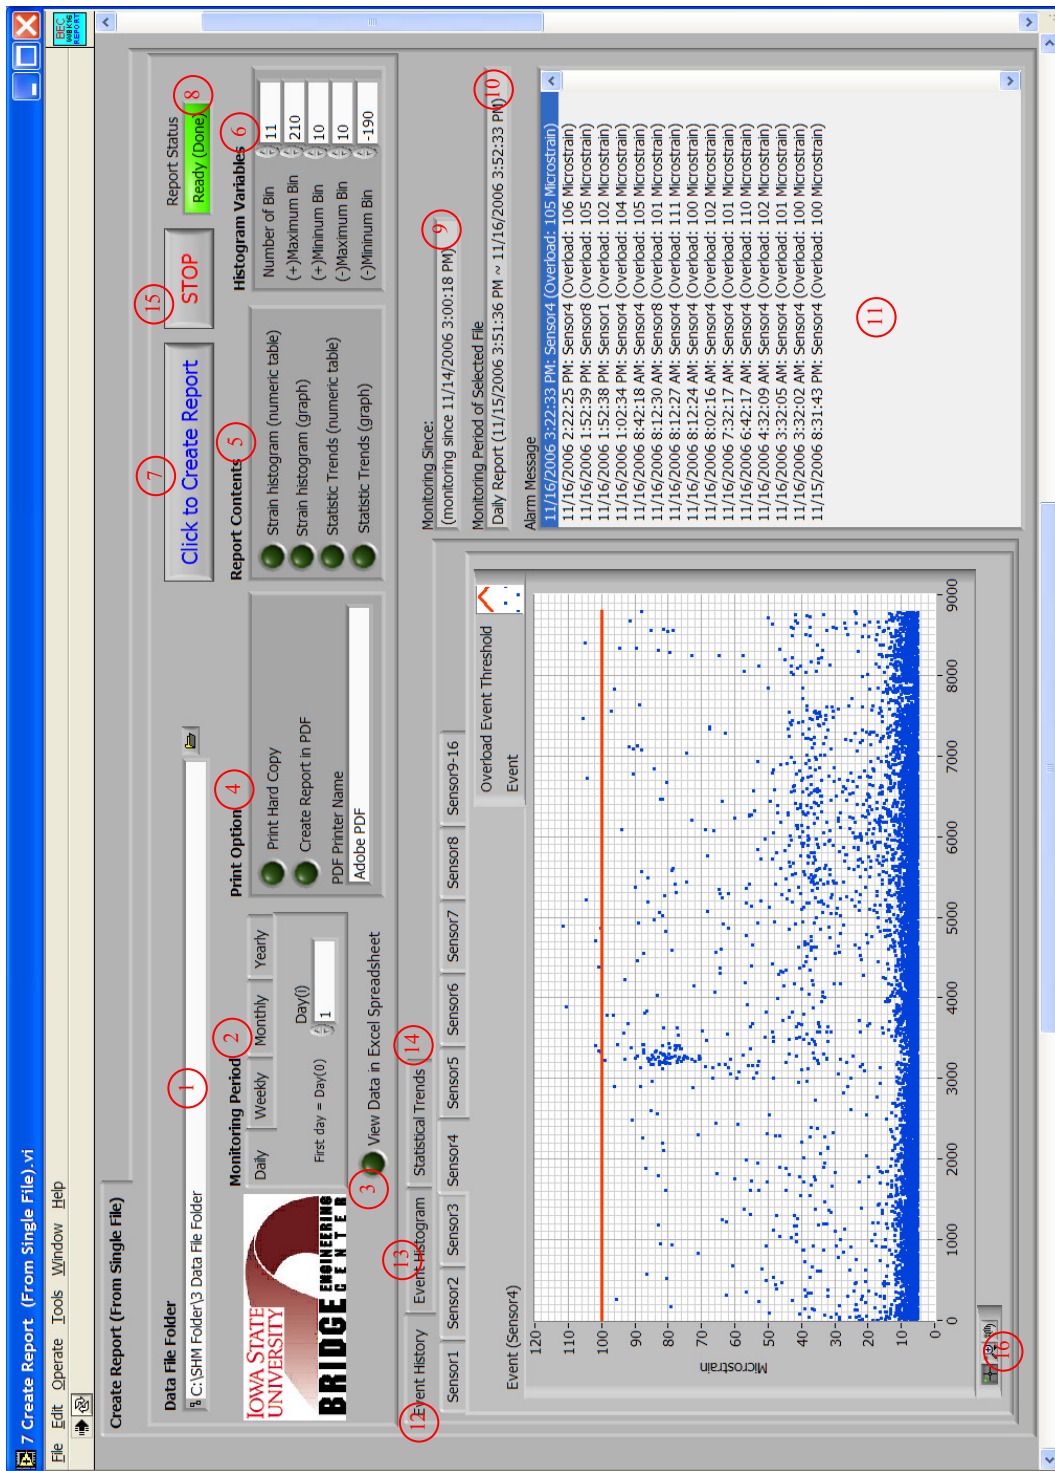 7 Create Report (From Single File).vi
File Edit Operate Tools Window Help
BEC
WB&KS
REPORT
Create Report (From Single File)
Data File Folder
C:\SHM Folder\3 Data File Folder
1
7
Click to Create Report
15
STOP
Report Status
Ready (Done)
8
IOWA STATE
UNIVERSITY
BRIDGE ENGINEERING
CENTER
Monitoring Period
2
Daily Weekly Monthly Yearly
First day = Day(0)
Day(i)
1
3
View Data in Excel Spreadsheet
Print Option
4
Print Hard Copy
Create Report in PDF
PDF Printer Name
Adobe PDF
Report Contents
5
Strain histogram (numeric table)
Strain histogram (graph)
Statistic Trends (numeric table)
Statistic Trends (graph)
Histogram Variables
6
Number of Bin 11
(+)Maximum Bin 210
(+)Mininum Bin 10
(-)Maximum Bin 10
(-)Mininum Bin -190
12
Event History
13
Event Histogram
Statistical Trends
14
Sensor1 Sensor2 Sensor3 Sensor4 Sensor5 Sensor6 Sensor7 Sensor8 Sensor9-16
Event (Sensor4)
Overload Event Threshold
Event
Microstrain
120
110
100
90
80
70
60
50
40
30
20
10
0
0 1000 2000 3000 4000 5000 6000 7000 8000 9000
16
Monitoring Since:
(monitoring since 11/14/2006 3:00:18 PM)
9
Monitoring Period of Selected File
Daily Report (11/15/2006 3:51:36 PM ~ 11/16/2006 3:52:33 PM)
10
Alarm Message
11/16/2006 3:22:33 PM: Sensor4 (Overload: 105 Microstrain)
11/16/2006 2:22:25 PM: Sensor4 (Overload: 106 Microstrain)
11/16/2006 1:52:39 PM: Sensor8 (Overload: 105 Microstrain)
11/16/2006 1:52:38 PM: Sensor1 (Overload: 102 Microstrain)
11/16/2006 1:02:34 PM: Sensor4 (Overload: 104 Microstrain)
11/16/2006 8:42:18 AM: Sensor4 (Overload: 105 Microstrain)
11/16/2006 8:12:30 AM: Sensor8 (Overload: 101 Microstrain)
11/16/2006 8:12:27 AM: Sensor4 (Overload: 111 Microstrain)
11/16/2006 8:12:24 AM: Sensor4 (Overload: 100 Microstrain)
11/16/2006 8:02:16 AM: Sensor4 (Overload: 102 Microstrain)
11/16/2006 7:32:17 AM: Sensor4 (Overload: 101 Microstrain)
11/16/2006 6:42:17 AM: Sensor4 (Overload: 110 Microstrain)
11/16/2006 4:32:09 AM: Sensor4 (Overload: 102 Microstrain)
11/16/2006 3:32:05 AM: Sensor4 (Overload: 101 Microstrain)
11/16/2006 3:32:02 AM: Sensor4 (Overload: 100 Microstrain)
11/15/2006 8:31:43 PM: Sensor4 (Overload: 100 Microstrain)
11